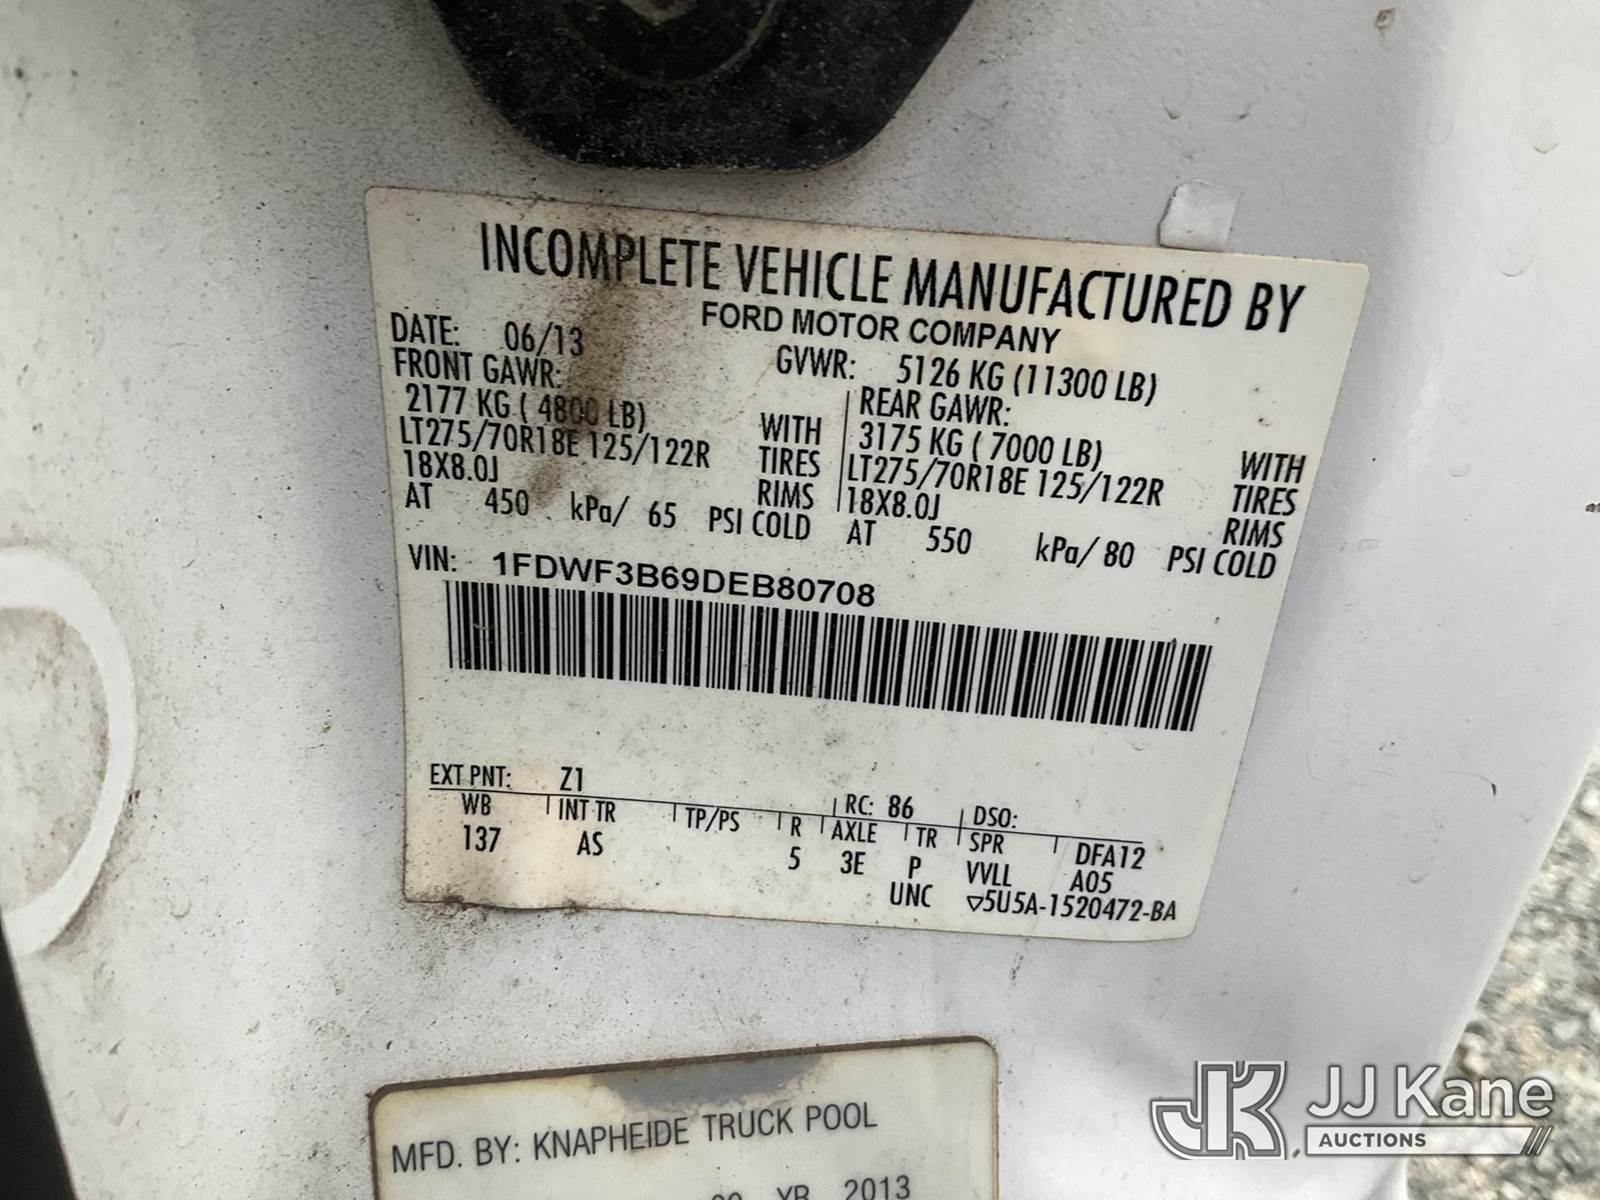 INCOMPLETE VEHICLE MANUFACTURED BY
FORD MOTOR COMPANY
DATE: 06/13 GVWR: 5126 KG (11300 LB)
FRONT GAWR: REAR GAWR:
2177 KG ( 4800 LB) WITH 3175 KG ( 7000 LB) WITH
LT275/70R18E 125/122R TIRES LT275/70R18E 125/122R TIRES
18X8.0J RIMS 18X8.0J RIMS
AT 450 kPa/ 65 PSI COLD AT 550 kPa/ 80 PSI COLD
VIN: 1FDWF3B69DEB80708
EXT PNT: Z1 RC: 86 DSO:
WB INT TR TP/PS R AXLE TR SPR DFA12
137 AS 5 3E P VVLL A05
UNC ▽5U5A-1520472-BA
MFD. BY: KNAPHEIDE TRUCK POOL
YR 2013
JK JJ Kane
AUCTIONS